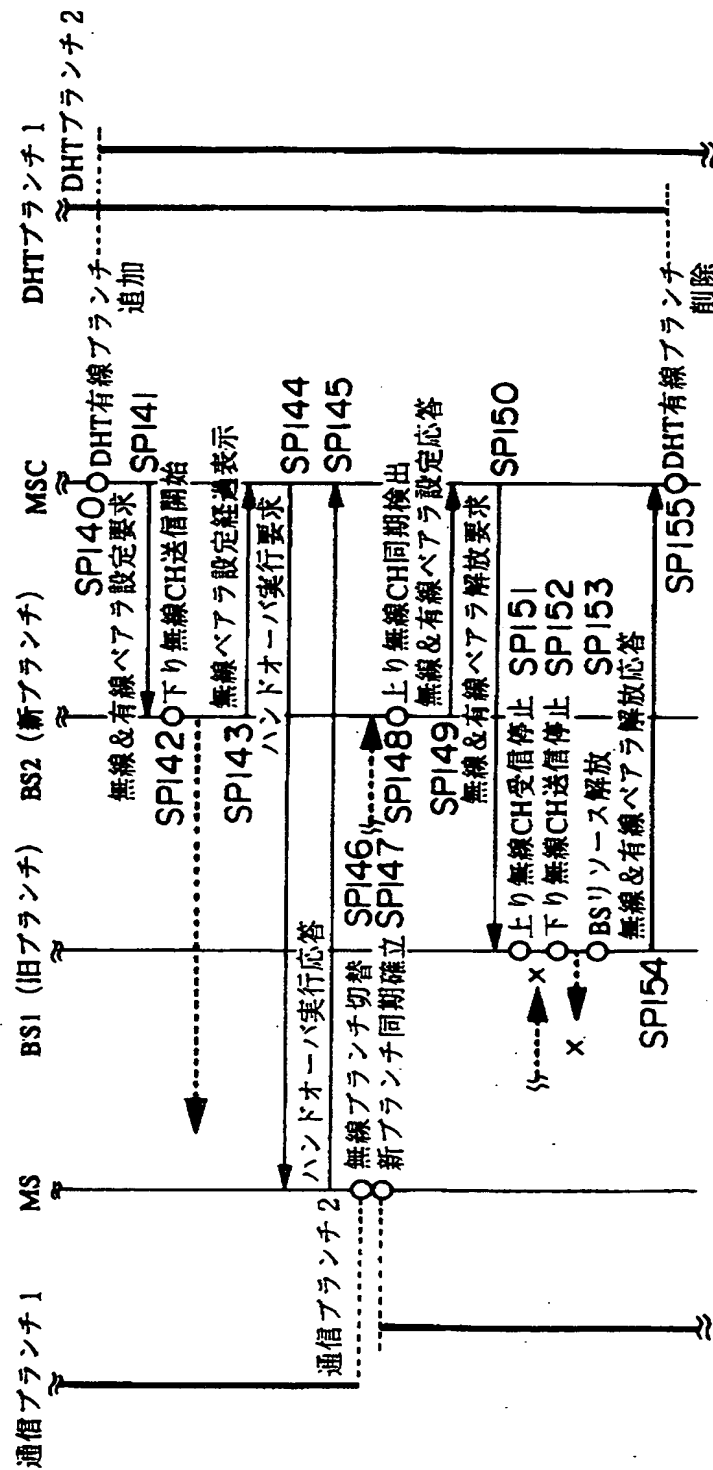 通信ブランチ1
MS
BS1 (旧ブランチ)
BS2 (新ブランチ)
MSC
DHTブランチ1
DHTブランチ2
SP140
DHT有線ブランチ
追加
無線&有線ベアラ設定要求
SP141
SP142
下り無線CH送信開始
SP143
無線ベアラ設定経過表示
SP144
ハンドオーバ実行要求
ハンドオーバ実行応答
SP145
通信ブランチ2
無線ブランチ切替
SP146
新ブランチ同期確立
SP147
SP148
上り無線CH同期検出
SP149
無線&有線ベアラ設定応答
無線&有線ベアラ解放要求
SP150
上り無線CH受信停止
SP151
下り無線CH送信停止
SP152
BSリソース解放
SP153
無線&有線ベアラ解放応答
SP154
SP155
DHT有線ブランチ
削除